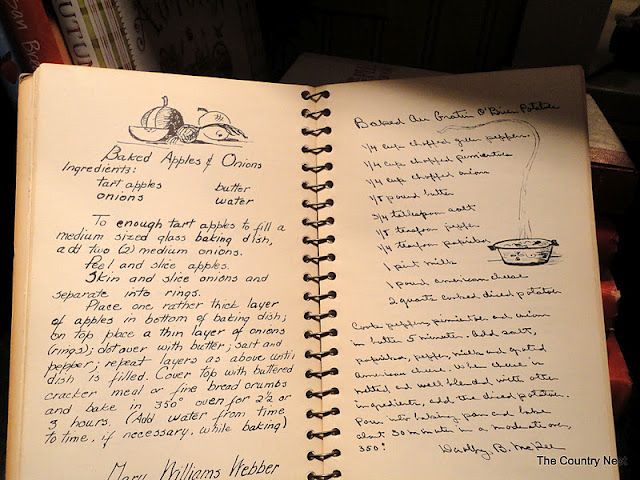 Baked Apples & Onions
Ingredients:
tart apples butter
onions water
To enough tart apples to fill a
medium sized glass baking dish,
add two (2) medium onions.
Peel and slice apples.
Skin and slice onions and
separate into rings.
Place one rather thick layer
of apples in bottom of baking dish;
on top place a thin layer of onions
(rings); dot over with butter; salt and
pepper; repeat layers as above until
dish is filled. Cover top with buttered
cracker meal or fine bread crumbs
and bake in 350° oven for 2½ or
3 hours. (Add water from time
to time, if necessary, while baking)
Mary Williams Webber
Baked Au Gratin O'Brien Potatoes
1/4 cup chopped green peppers
1/4 cup chopped pimientos
1/4 cup chopped onions
1/8 pound butter
3/4 tablespoon salt
1/8 teaspoon pepper
1/4 teaspoon paprika
1 pint milk
1 pound american cheese
2 quarts cooked diced potatoes
Cook peppers, pimientos and onions
in butter 5 minutes. Add salt,
paprika, pepper, milk and grated
American cheese. When cheese is
melted and well blended with other
ingredients, add the diced potatoes.
Pour into baking pan and bake
about 30 minutes in a moderate oven,
350°.
B.
The Country Nest